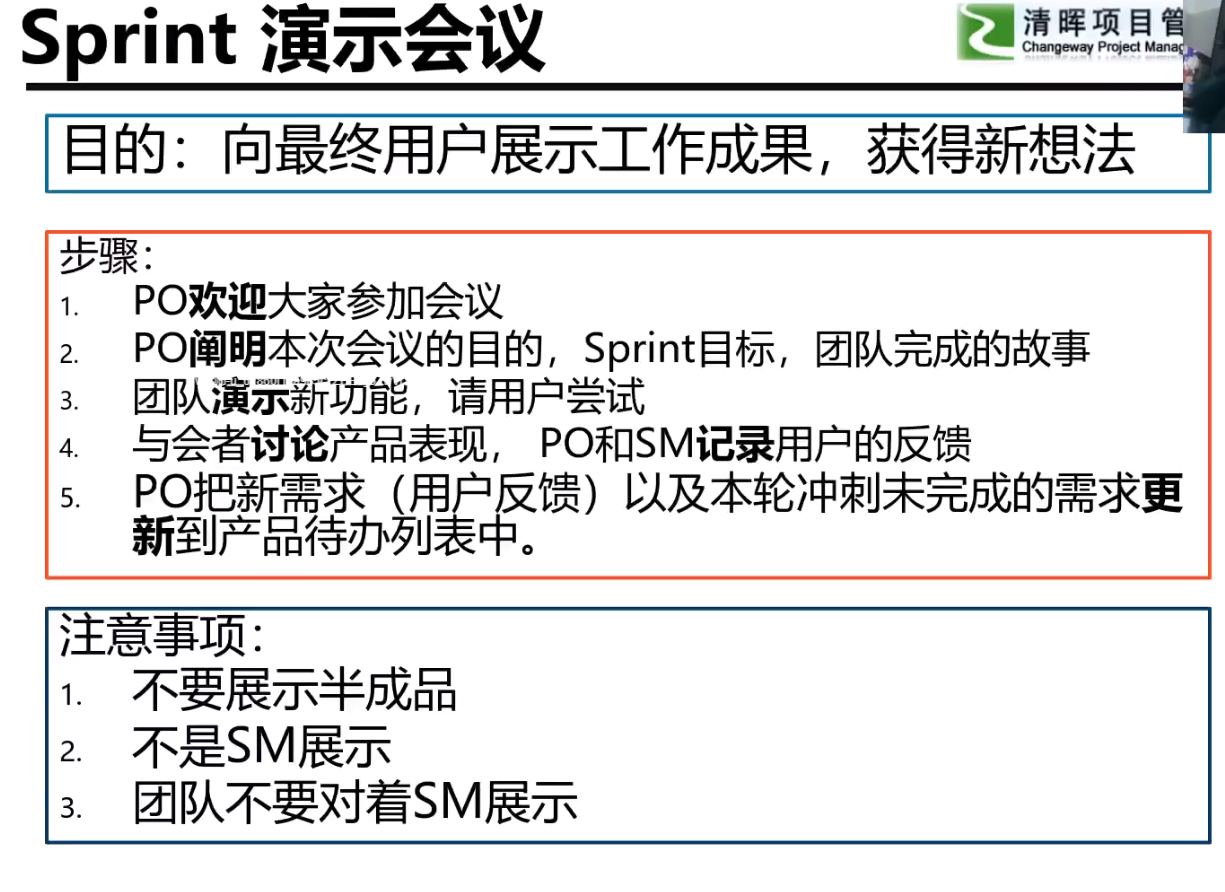 Sprint 演示会议
清晖项目管
Changeway Project Manag
目的：向最终用户展示工作成果，获得新想法
步骤：
1. PO欢迎大家参加会议
2. PO阐明本次会议的目的，Sprint目标，团队完成的故事
3. 团队演示新功能，请用户尝试
4. 与会者讨论产品表现， PO和SM记录用户的反馈
5. PO把新需求（用户反馈）以及本轮冲刺未完成的需求更
新到产品待办列表中。
注意事项：
1. 不要展示半成品
2. 不是SM展示
3. 团队不要对着SM展示